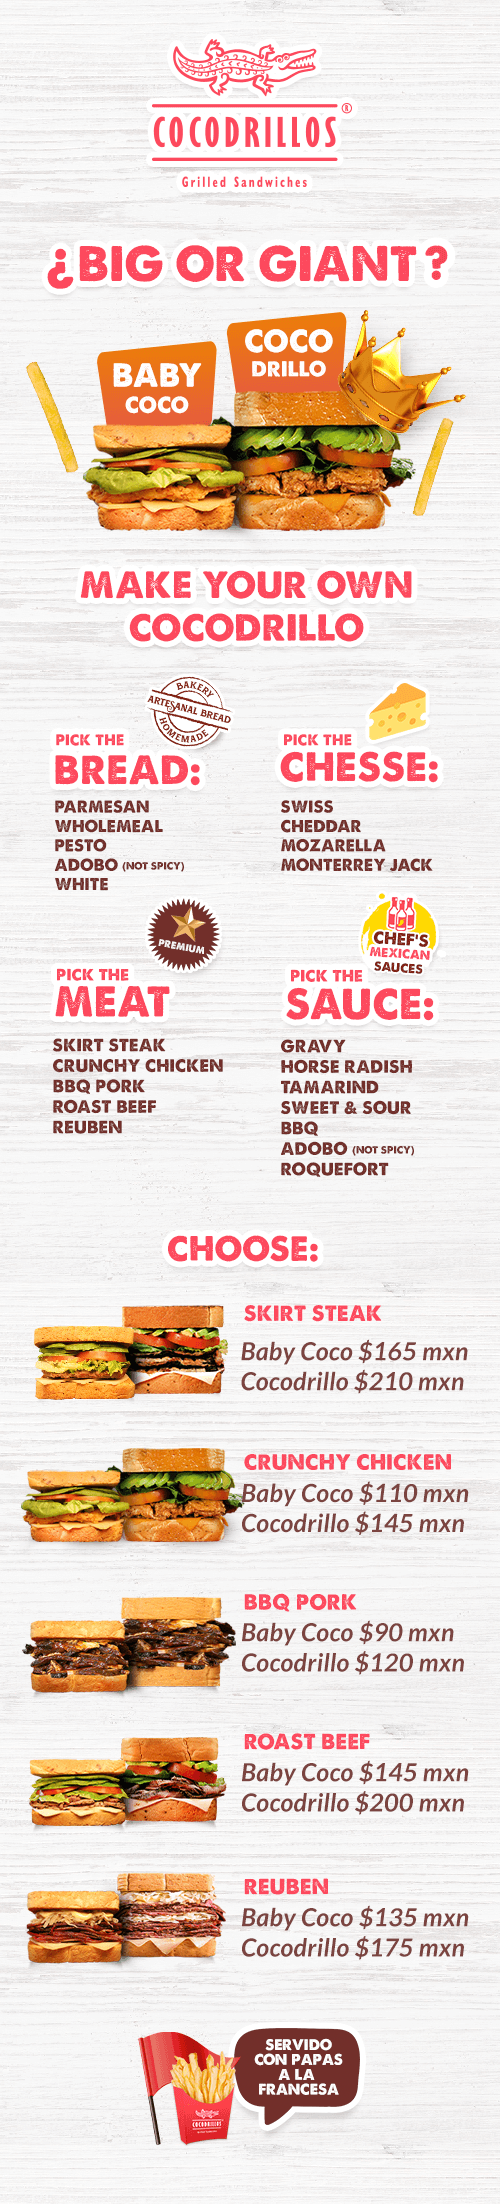 COCODRILLOS®
Grilled Sandwiches
¿BIG OR GIANT?
BABY
COCO
COCO
DRILLO
MAKE YOUR OWN
COCODRILLO
BAKERY
ARTESANAL BREAD
HOMEMADE
PICK THE
BREAD:
PARMESAN
WHOLEMEAL
PESTO
ADOBO (NOT SPICY)
WHITE
PICK THE
CHESSE:
SWISS
CHEDDAR
MOZARELLA
MONTERREY JACK
PREMIUM
PICK THE
MEAT
SKIRT STEAK
CRUNCHY CHICKEN
BBQ PORK
ROAST BEEF
REUBEN
CHEF'S
MEXICAN
SAUCES
PICK THE
SAUCE:
GRAVY
HORSE RADISH
TAMARIND
SWEET & SOUR
BBQ
ADOBO (NOT SPICY)
ROQUEFORT
CHOOSE:
SKIRT STEAK
Baby Coco $165 mxn
Cocodrillo $210 mxn
CRUNCHY CHICKEN
Baby Coco $110 mxn
Cocodrillo $145 mxn
BBQ PORK
Baby Coco $90 mxn
Cocodrillo $120 mxn
ROAST BEEF
Baby Coco $145 mxn
Cocodrillo $200 mxn
REUBEN
Baby Coco $135 mxn
Cocodrillo $175 mxn
SERVIDO
CON PAPAS
A LA
FRANCESA
COCODRILLOS